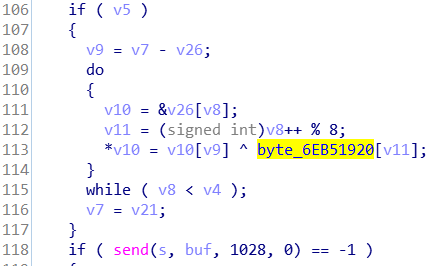 106 if ( v5 )
107 {
108 v9 = v7 - v26;
109 do
110 {
111 v10 = &v26[v8];
112 v11 = (signed int)v8++ % 8;
113 *v10 = v10[v9] ^ byte_6EB51920[v11];
114 }
115 while ( v8 < v4 );
116 v7 = v21;
117 }
118 if ( send(s, buf, 1028, 0) == -1 )